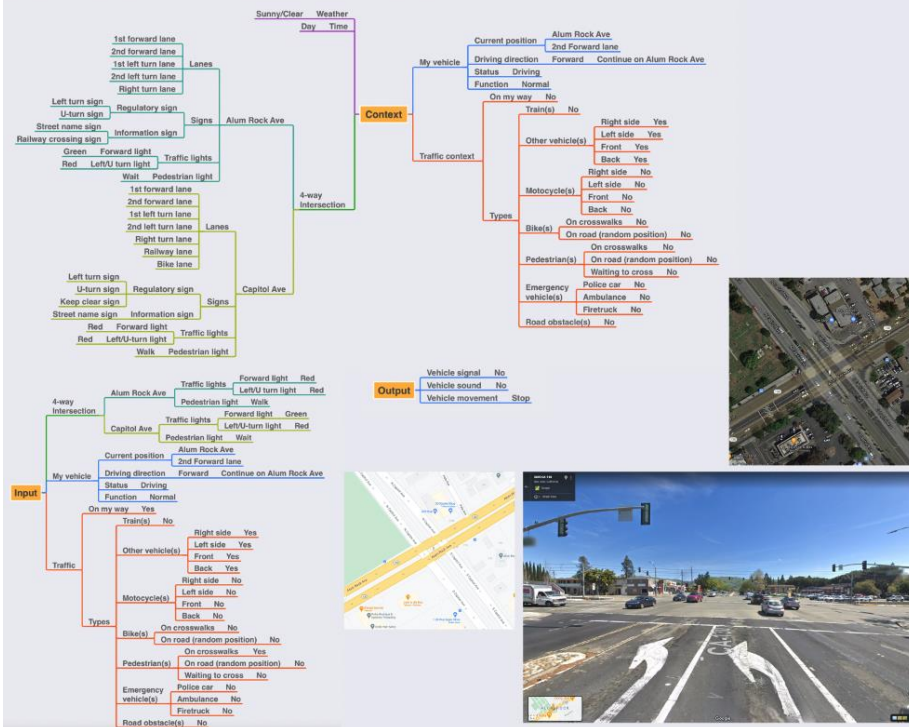 Sunny/Clear Weather
Day Time
1st forward lane
2nd forward lane
1st left turn lane
2nd left turn lane
Right turn lane
Lanes
Left turn sign
U-turn sign
Regulatory sign
Street name sign
Railway crossing sign
Information sign
Signs
Alum Rock Ave
Green Forward light
Red Left/U turn light
Traffic lights
Wait Pedestrian light
4-way
Intersection
1st forward lane
2nd forward lane
1st left turn lane
2nd left turn lane
Right turn lane
Railway lane
Bike lane
Lanes
Left turn sign
U-turn sign
Keep clear sign
Regulatory sign
Street name sign Information sign
Signs
Capitol Ave
Red Forward light
Red Left/U-turn light
Traffic lights
Walk Pedestrian light
Context
My vehicle
Current position
Alum Rock Ave
2nd Forward lane
Driving direction Forward Continue on Alum Rock Ave
Status Driving
Function Normal
Traffic context
On my way No
Types
Train(s) No
Other vehicle(s)
Right side Yes
Left side Yes
Front Yes
Back Yes
Motocycle(s)
Right side No
Left side No
Front No
Back No
Bike(s)
On crosswalks No
On road (random position) No
Pedestrian(s)
On crosswalks No
On road (random position) No
Waiting to cross No
Emergency
vehicle(s)
Police car No
Ambulance No
Firetruck No
Road obstacle(s) No
Input
4-way
Intersection
Alum Rock Ave
Traffic lights
Forward light Red
Left/U turn light Red
Pedestrian light Walk
Capitol Ave
Traffic lights
Forward light Green
Left/U-turn light Red
Pedestrian light Wait
My vehicle
Current position
Alum Rock Ave
2nd Forward lane
Driving direction Forward Continue on Alum Rock Ave
Status Driving
Function Normal
Traffic
On my way Yes
Types
Train(s) No
Other vehicle(s)
Right side Yes
Left side Yes
Front Yes
Back Yes
Motocycle(s)
Right side No
Left side No
Front No
Back No
Bike(s)
On crosswalks No
On road (random position) No
Pedestrian(s)
On crosswalks Yes
On road (random position) No
Waiting to cross No
Emergency
vehicle(s)
Police car No
Ambulance No
Firetruck No
Road obstacle(s) No
Output
Vehicle signal No
Vehicle sound No
Vehicle movement Stop
Google